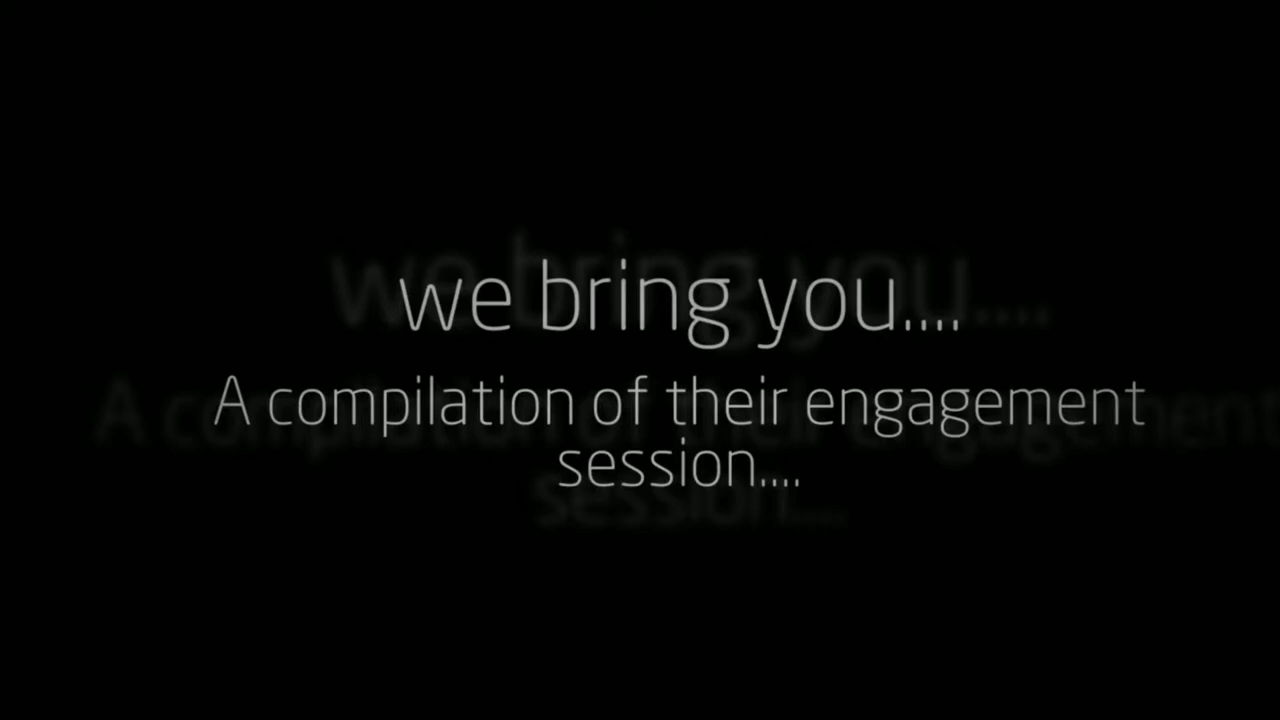 we bring you....
A compilation of their engagement
session....